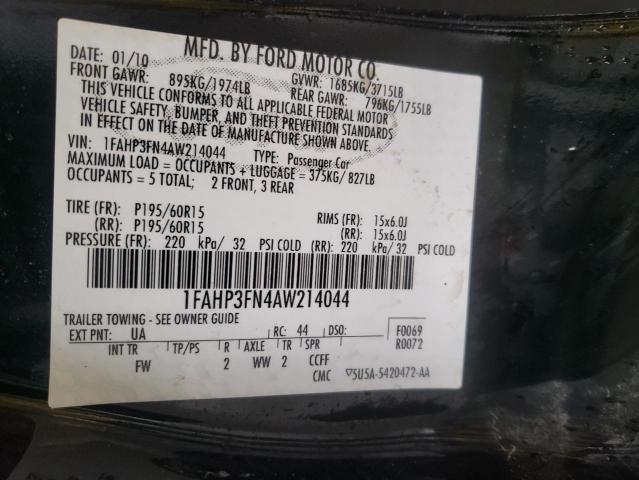 MFD. BY FORD MOTOR CO.
DATE: 01/10 GVWR: 1685KG/3715LB
FRONT GAWR: 895KG/1974LB REAR GAWR: 796KG/1755LB
THIS VEHICLE CONFORMS TO ALL APPLICABLE FEDERAL MOTOR
VEHICLE SAFETY, BUMPER, AND THEFT PREVENTION STANDARDS
IN EFFECT ON THE DATE OF MANUFACTURE SHOWN ABOVE.
VIN: 1FAHP3FN4AW214044 TYPE: Passenger Car
MAXIMUM LOAD = OCCUPANTS + LUGGAGE = 375KG/ 827LB
OCCUPANTS = 5 TOTAL; 2 FRONT, 3 REAR
TIRE (FR): P195/60R15 RIMS (FR): 15x6.0J
(RR): P195/60R15 (RR): 15x6.0J
PRESSURE (FR): 220 kPa/ 32 PSI COLD (RR): 220 kPa/ 32 PSI COLD
1FAHP3FN4AW214044
TRAILER TOWING - SEE OWNER GUIDE
EXT PNT: UA RC: 44 DSO: F0069
R0072
INT TR TP/PS R AXLE TR SPR
FW 2 WW 2 CCFF
CMC ▽5U5A-5420472-AA